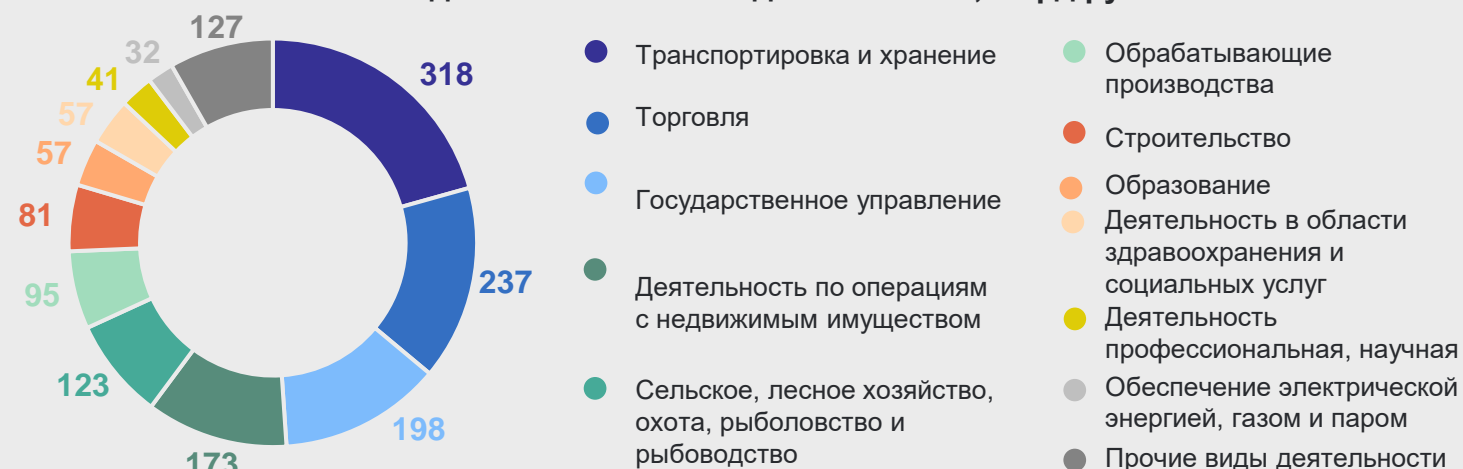 127
32
41
57
57
81
95
123
173
198
237
318
Транспортировка и хранение
Торговля
Государственное управление
Деятельность по операциям
с недвижимым имуществом
Сельское, лесное хозяйство,
охота, рыболовство и
рыбоводство
Обрабатывающие
производства
Строительство
Образование
Деятельность в области
здравоохранения и
социальных услуг
Деятельность
профессиональная, научная
Обеспечение электрической
энергией, газом и паром
Прочие виды деятельности